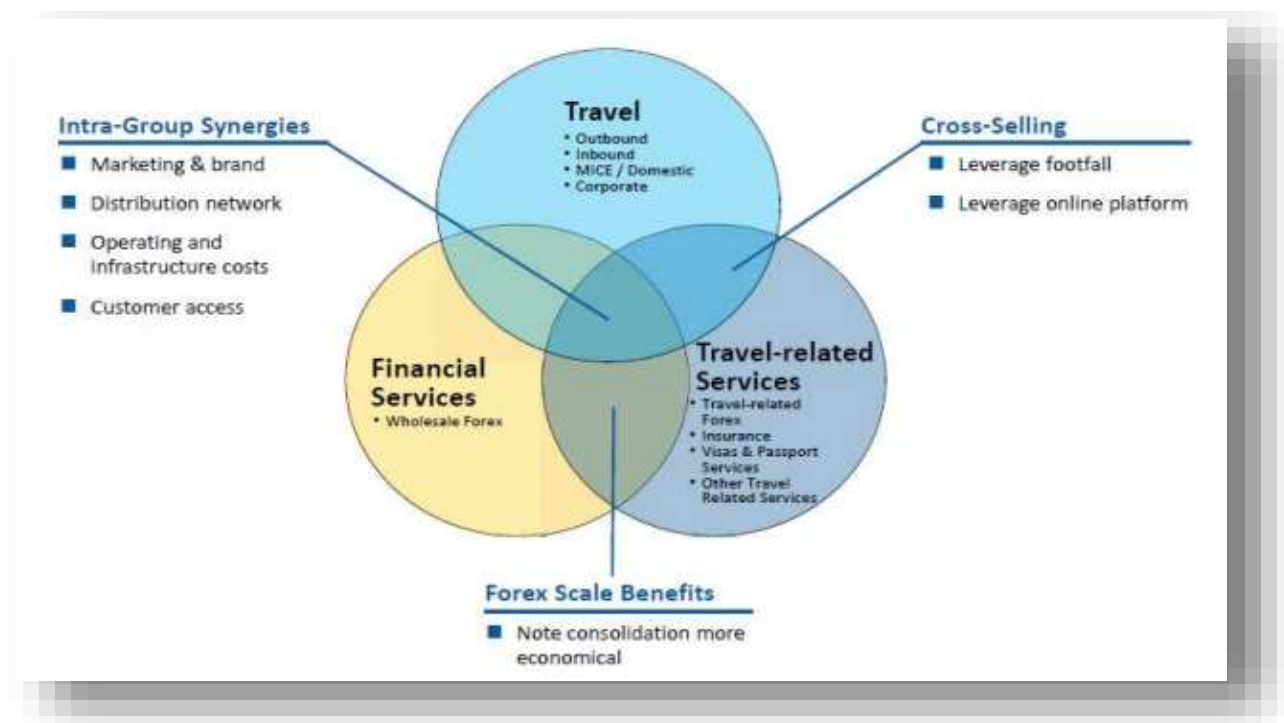 Travel
• Outbound
• Inbound
• MICE / Domestic
• Corporate
Intra-Group Synergies
■ Marketing & brand
■ Distribution network
■ Operating and
infrastructure costs
■ Customer access
Cross-Selling
■ Leverage footfall
■ Leverage online platform
Financial
Services
• Wholesale Forex
Travel-related
Services
• Travel-related
Forex
• Insurance
• Visas & Passport
Services
• Other Travel
Related Services
Forex Scale Benefits
■ Note consolidation more
economical